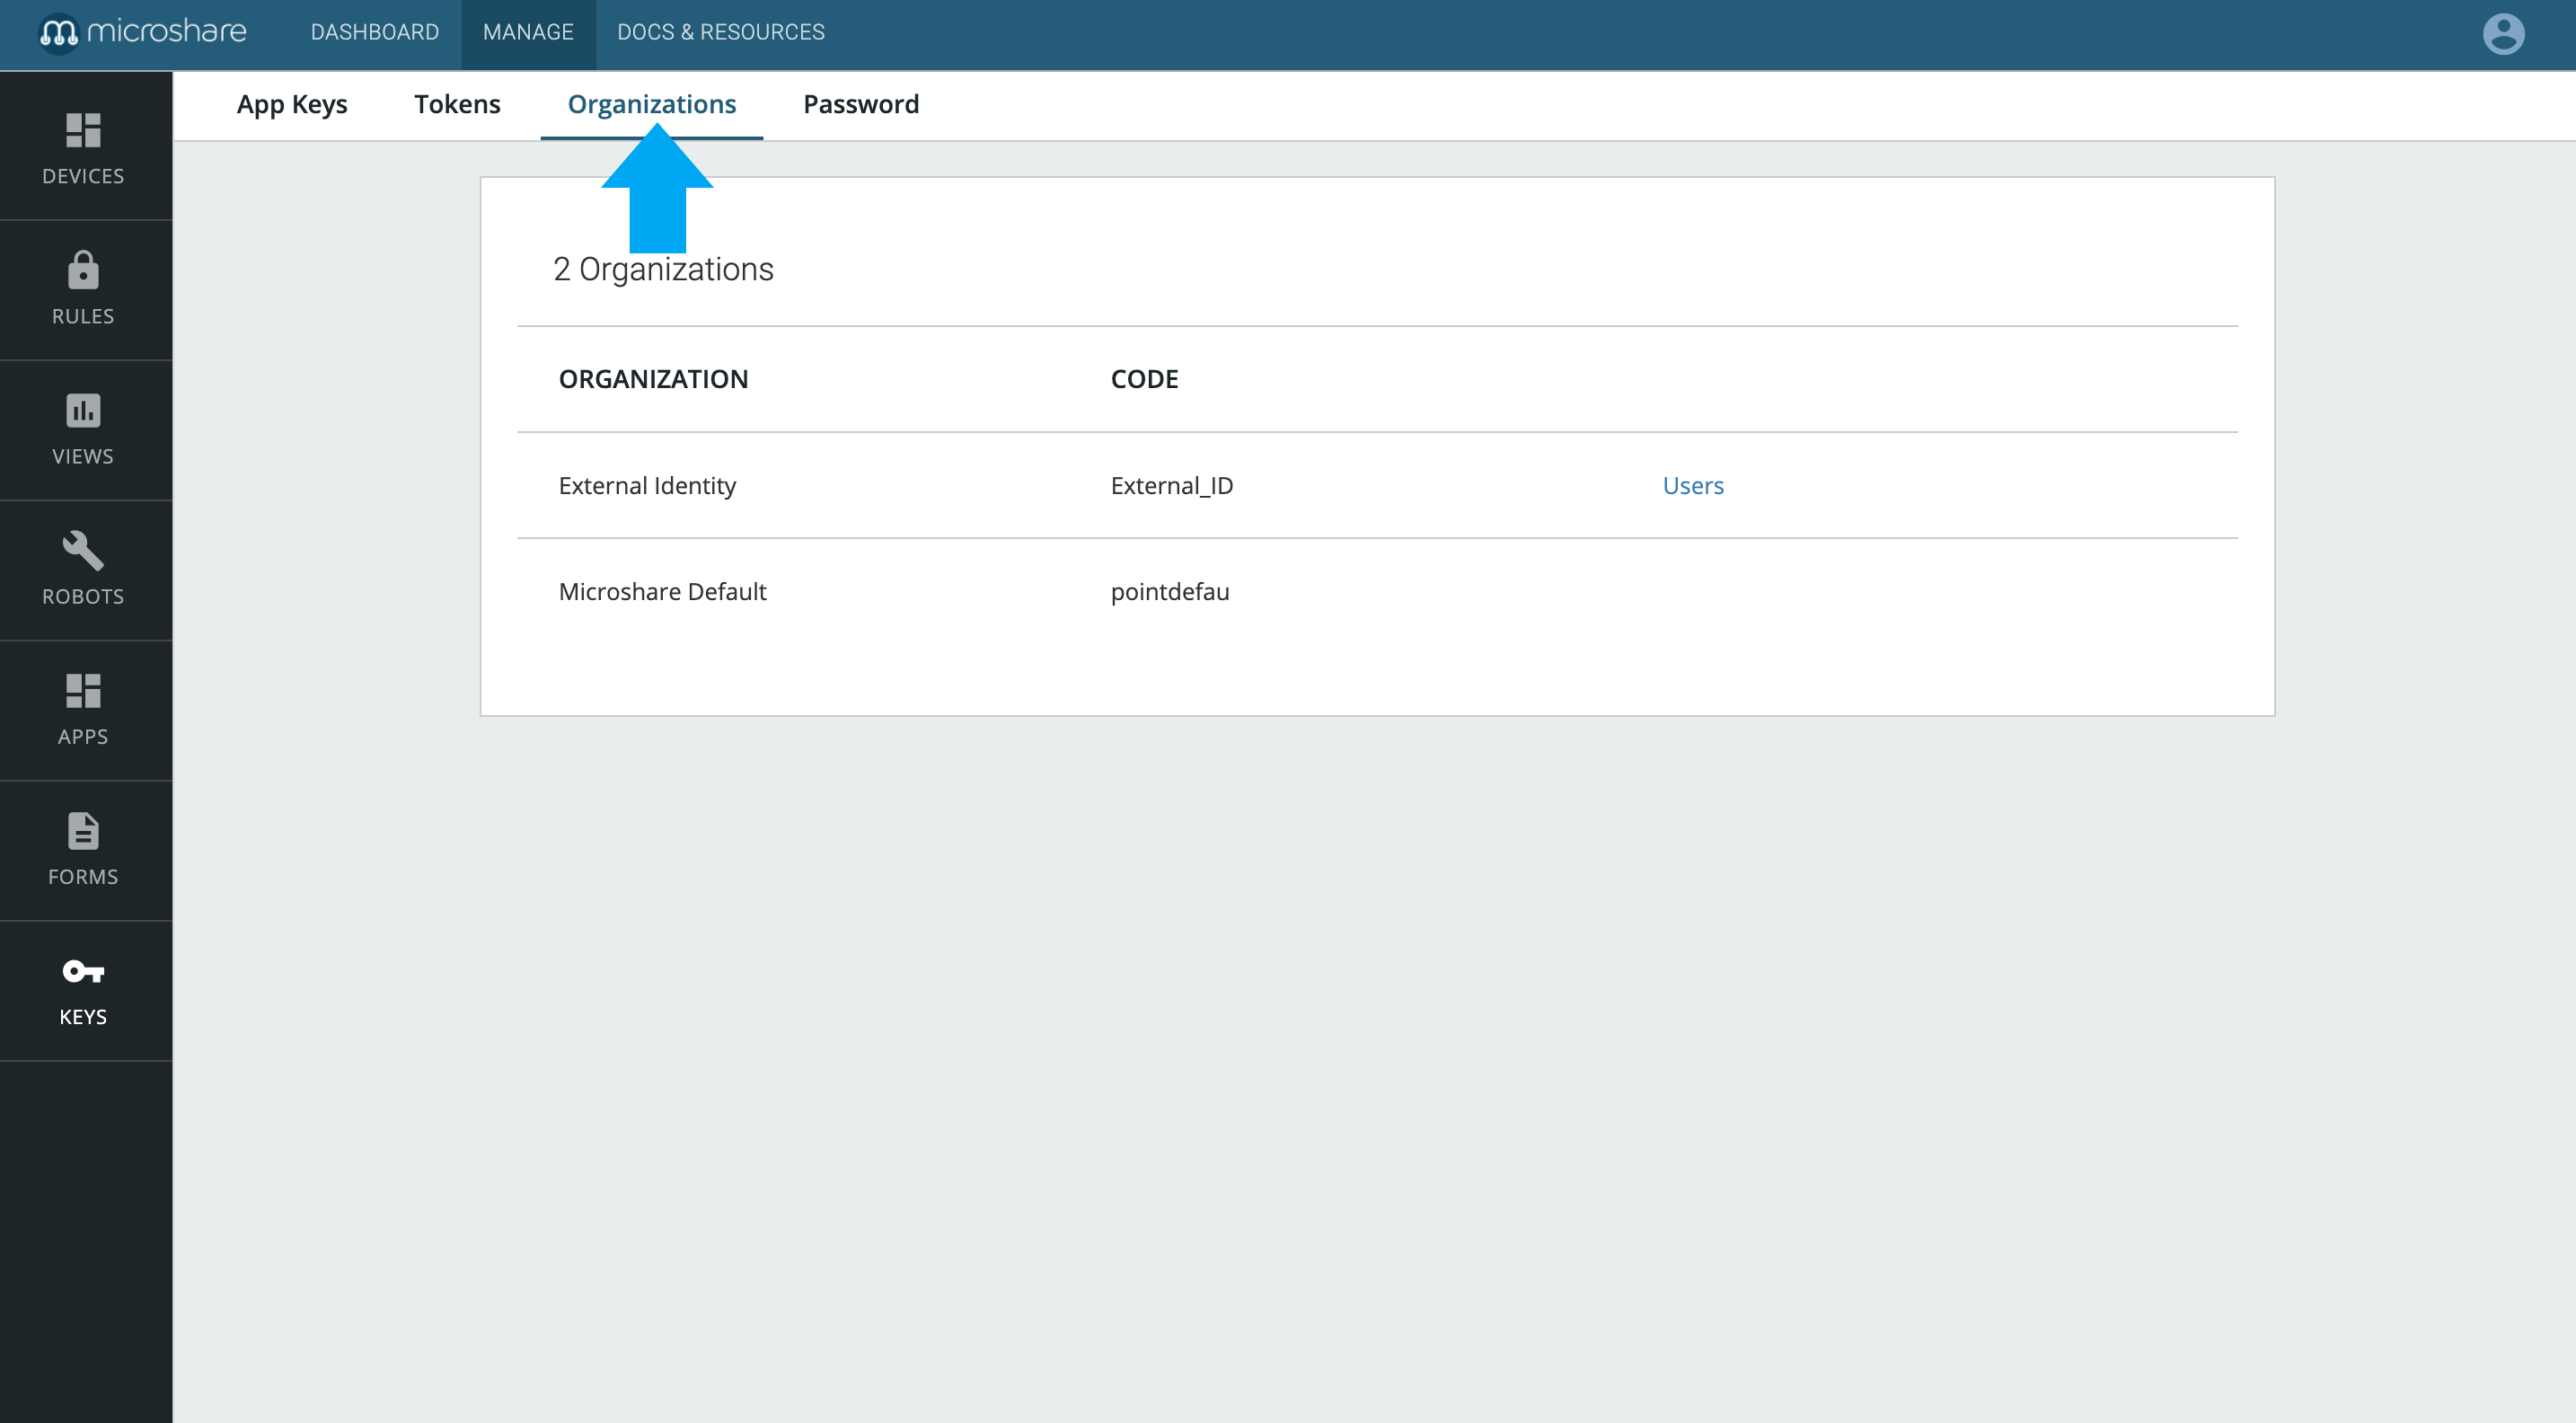 microshare DASHBOARD MANAGE DOCS & RESOURCES
App Keys Tokens Organizations Password
DEVICES
RULES
VIEWS
ROBOTS
APPS
FORMS
KEYS
2 Organizations
ORGANIZATION CODE
External Identity External_ID Users
Microshare Default pointdefau